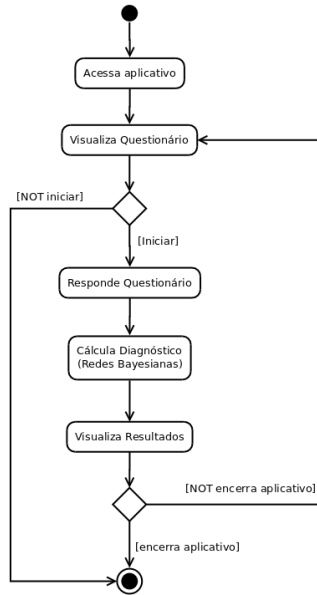 Acessa aplicativo
Visualiza Questionário
[NOT iniciar]
[Iniciar]
Responde Questionário
Cálcula Diagnóstico
(Redes Bayesianas)
Visualiza Resultados
[NOT encerra aplicativo]
[encerra aplicativo]